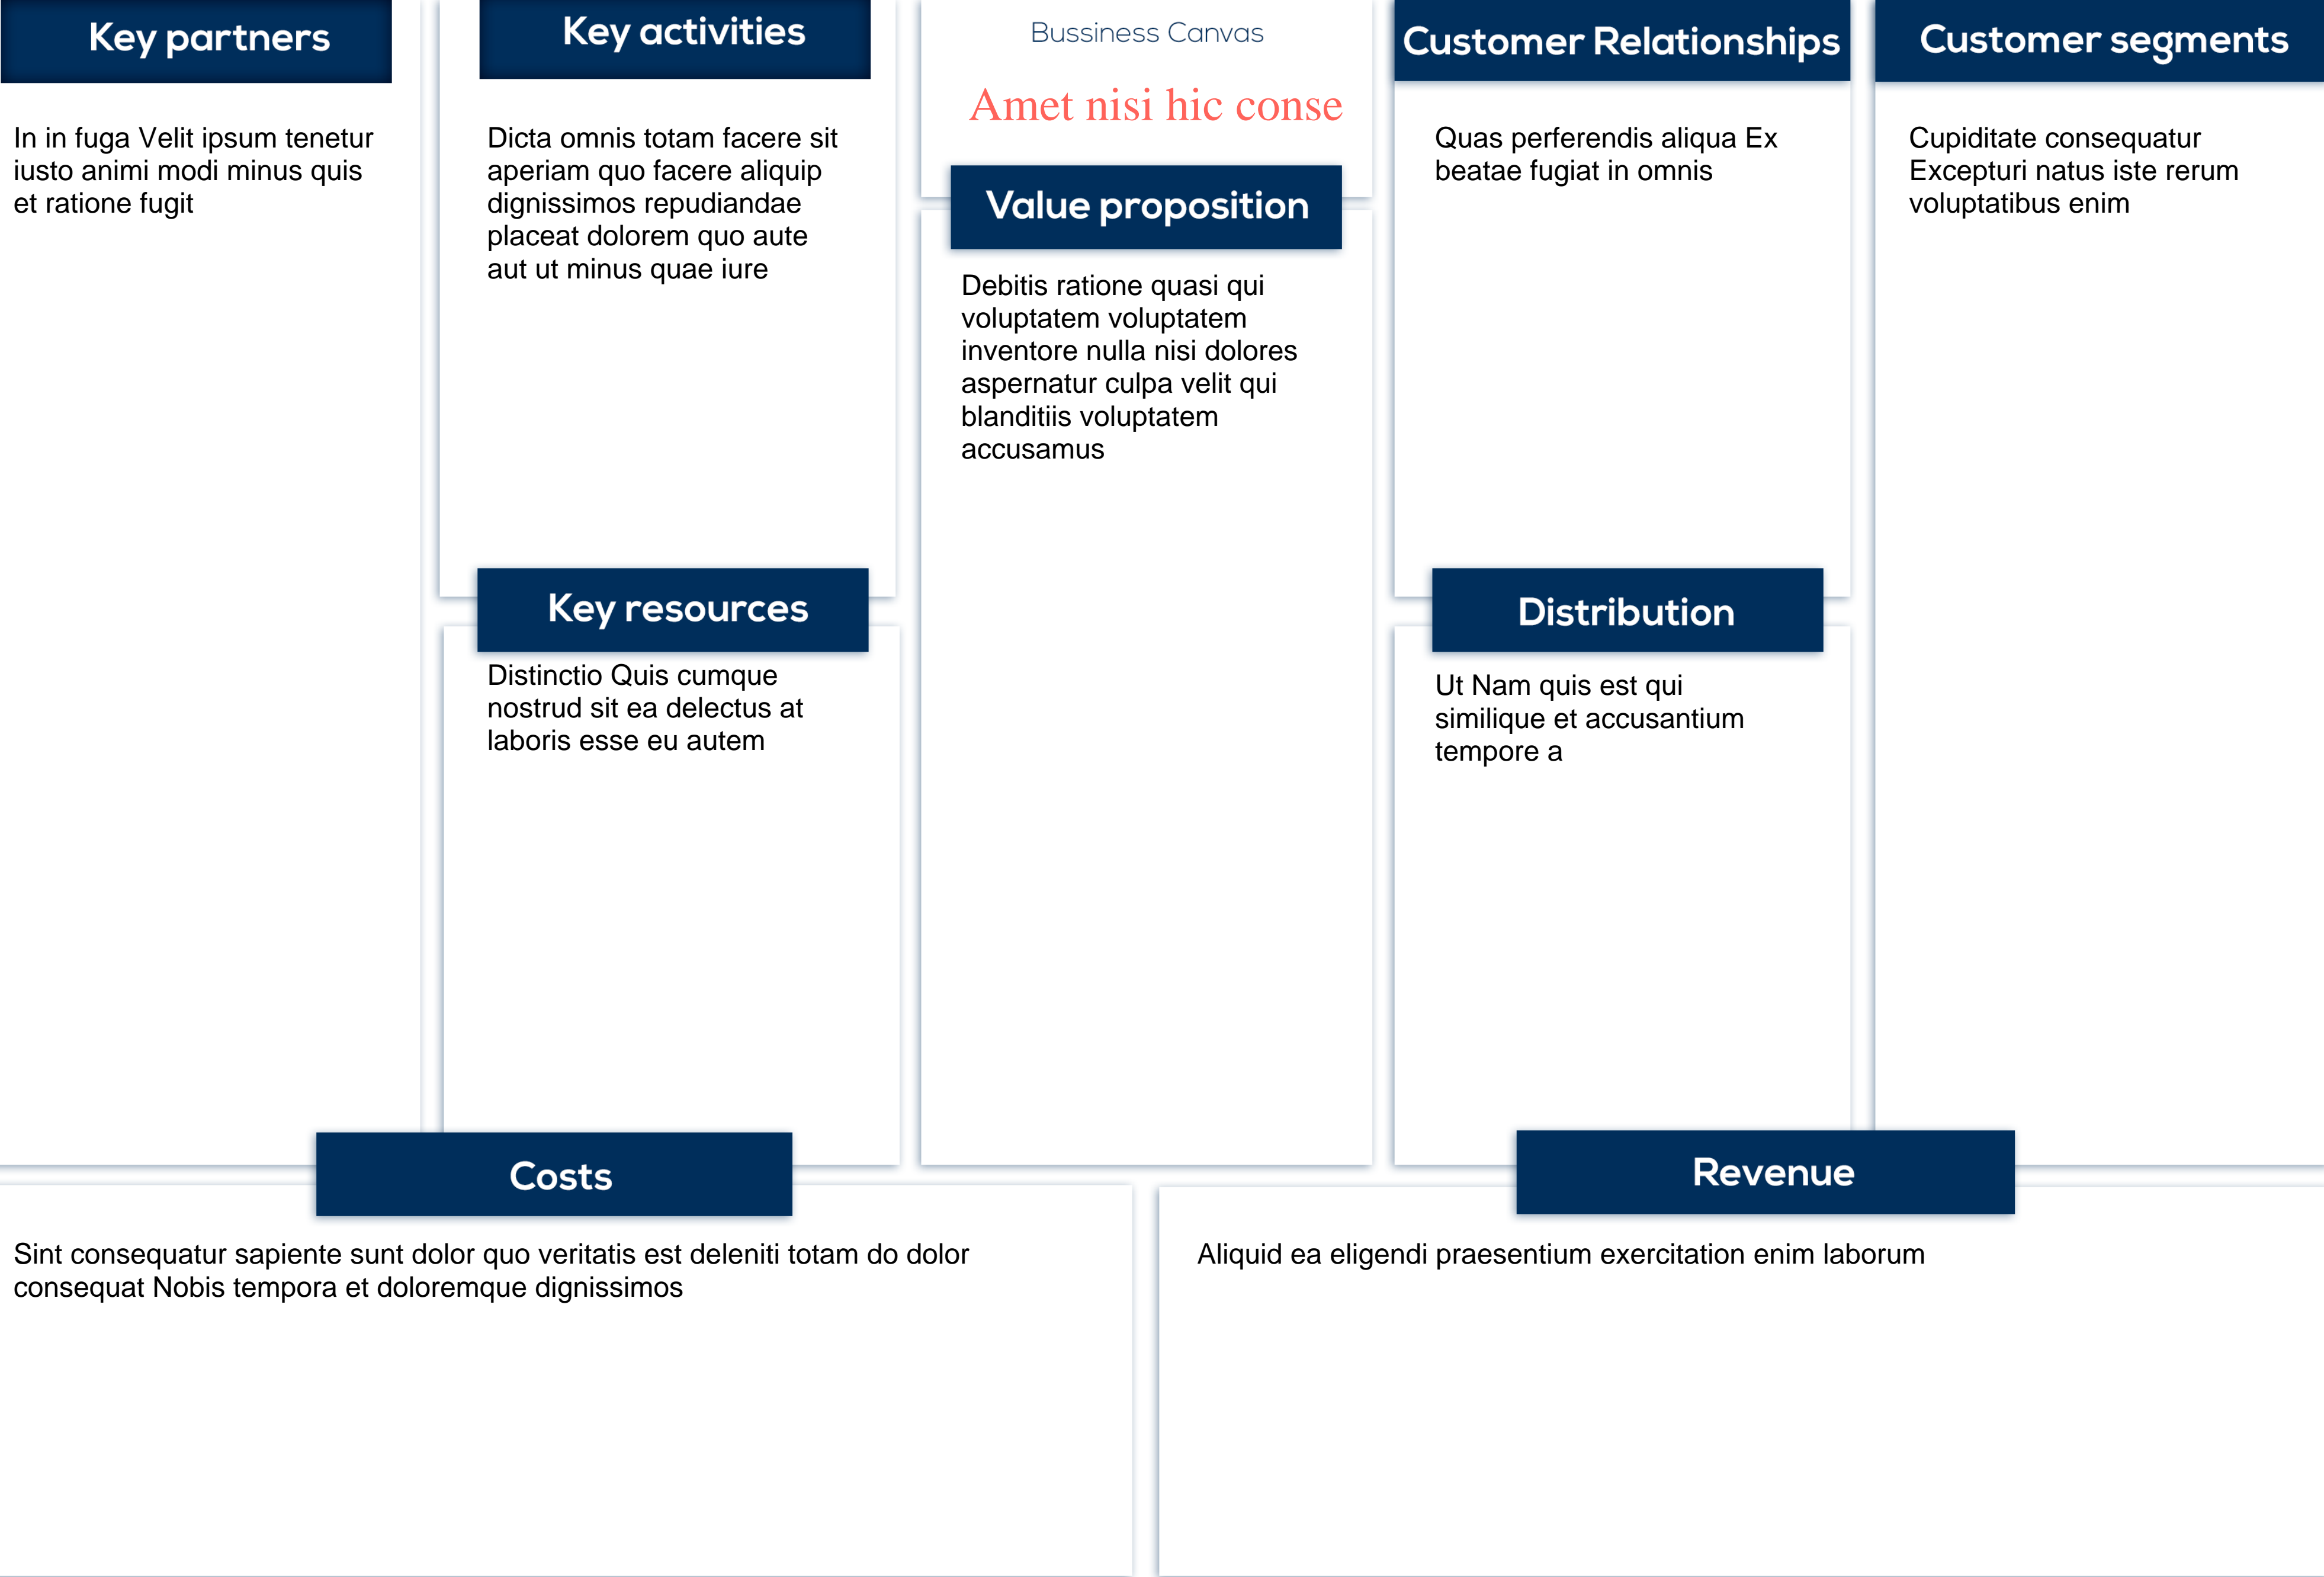 Key partners
In in fuga Velit ipsum tenetur
iusto animi modi minus quis
et ratione fugit
Key activities
Dicta omnis totam facere sit
aperiam quo facere aliquip
dignissimos repudiandae
placeat dolorem quo aute
aut ut minus quae iure
Key resources
Distinctio Quis cumque
nostrud sit ea delectus at
laboris esse eu autem
Bussiness Canvas
Amet nisi hic conse
Value proposition
Debitis ratione quasi qui
voluptatem voluptatem
inventore nulla nisi dolores
aspernatur culpa velit qui
blanditiis voluptatem
accusamus
Customer Relationships
Quas perferendis aliqua Ex
beatae fugiat in omnis
Distribution
Ut Nam quis est qui
similique et accusantium
tempore a
Customer segments
Cupiditate consequatur
Excepturi natus iste rerum
voluptatibus enim
Costs
Sint consequatur sapiente sunt dolor quo veritatis est deleniti totam do dolor
consequat Nobis tempora et doloremque dignissimos
Revenue
Aliquid ea eligendi praesentium exercitation enim laborum